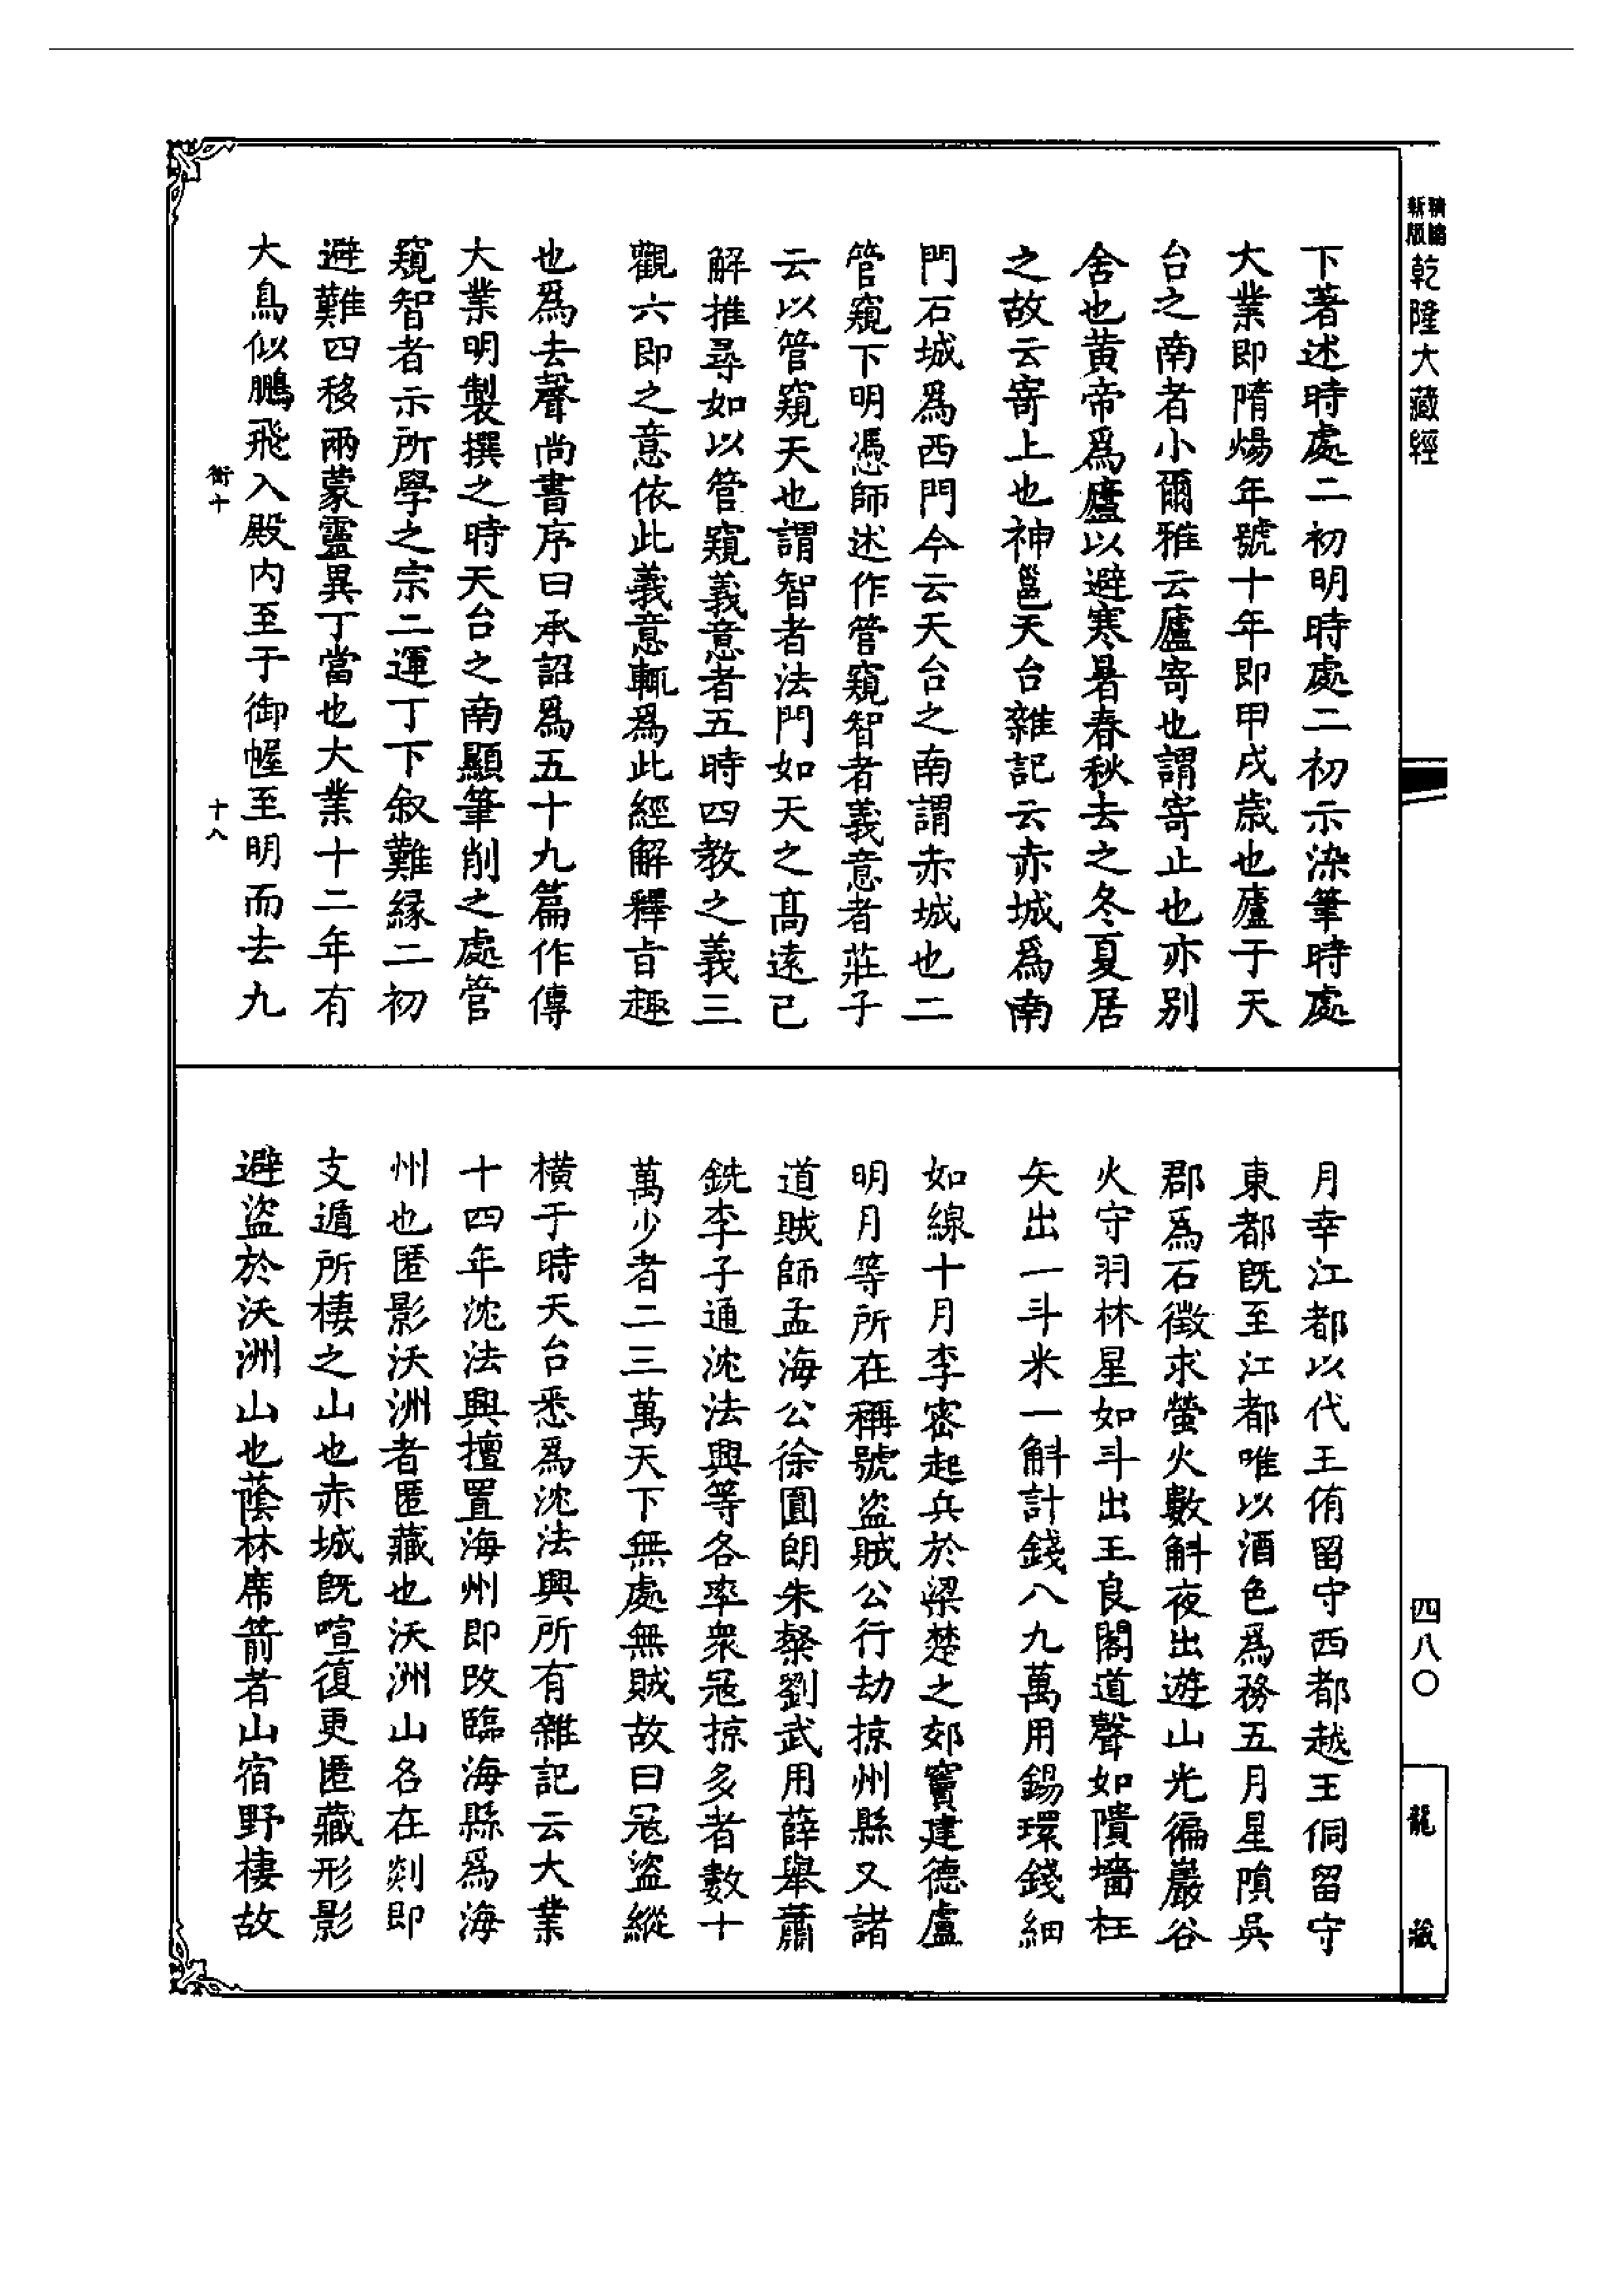 新版
精縮
乾隆大藏經
四八〇
龍藏
下著述時處二初明時處二初示染筆時處
大業即隋煬年號十年即甲戌歲也廬于天
台之南者小爾雅云廬寄也謂寄止也亦別
舍也黄帝爲廬以避寒暑春秋去之冬夏居
之故云寄上也神邕天台雜記云赤城爲南
門石城爲西門今云天台之南謂赤城也二
管窺下明憑師述作管窺智者義意者莊子
云以管窺天也謂智者法門如天之髙遠已
解推尋如以管窺義意者五時四教之義三
觀六即之意依此義意輒爲此經解釋㫖趣
也爲去聲尚書序曰承詔爲五十九篇作傳
大業明製撰之時天台之南顯筆削之處管
窺智者示所學之宗二運丁下叙難縁二初
避難四移兩蒙靈異丁當也大業十二年有
大鳥似鵬飛入殿内至于御幄至明而去九
衡十
十八
月幸江都以代王侑留守西都越王侗留守
東都旣至江都唯以酒色爲務五月星隕吳
郡爲石徵求螢火數斛夜出遊山光徧巖谷
火守羽林星如斗出王良閣道聲如隤墻枉
矢出一斗米一斛計錢八九萬用錫環錢細
如線十月李密起兵於梁楚之郊竇建德盧
明月等所在稱號盜賊公行劫掠州縣又諸
道賊師孟海公徐圓朗朱粲劉武用薛舉蕭
銑李子通沈法興等各率衆冦掠多者數十
萬少者二三萬天下無處無賊故曰冦盜縱
橫于時天台悉爲沈法興所有雜記云大業
十四年沈法興擅置海州即改臨海縣爲海
州也匿影沃洲者匿藏也沃洲山名在剡即
支遁所棲之山也赤城旣喧復更匿藏形影
避盜於沃洲山也蔭林席箭者山宿野棲故